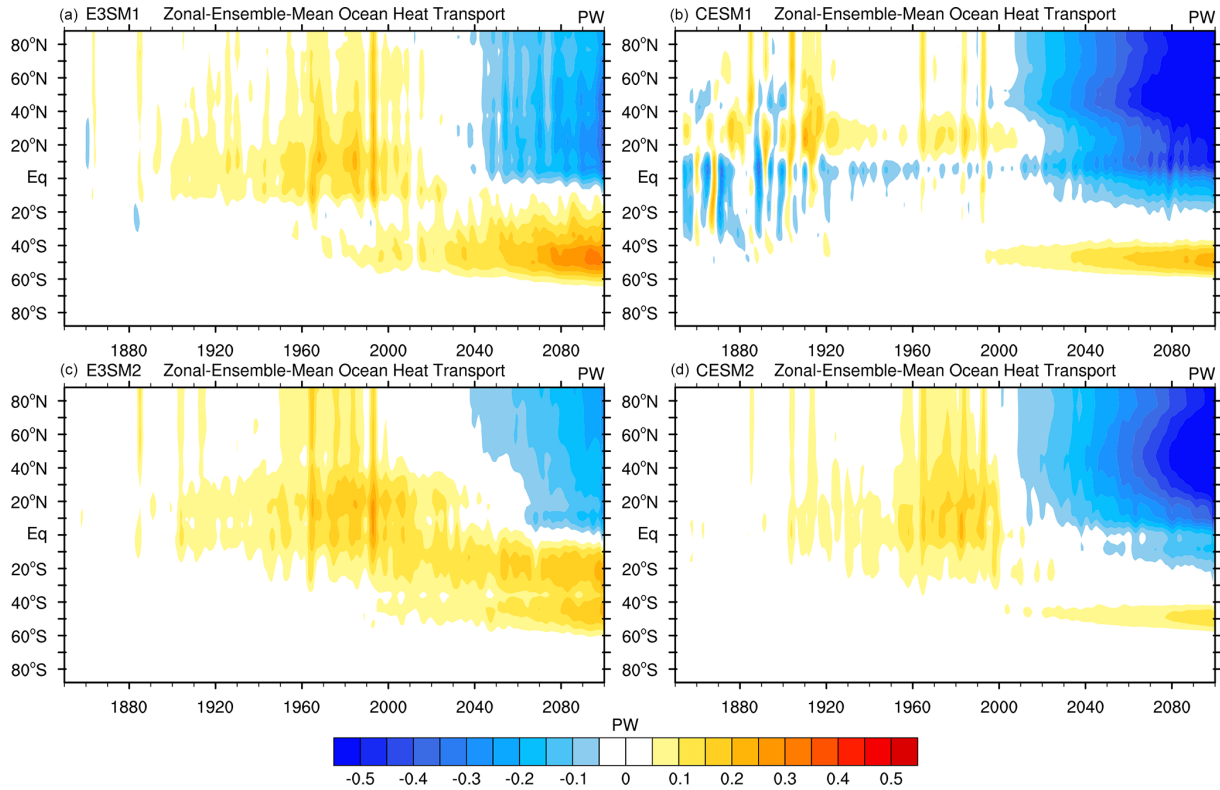 (a) E3SM1 Zonal-Ensemble-Mean Ocean Heat Transport PW
(b) CESM1 Zonal-Ensemble-Mean Ocean Heat Transport PW
80°N
60°N
40°N
20°N
Eq
20°S
40°S
60°S
80°S
80°N
60°N
40°N
20°N
Eq
20°S
40°S
60°S
80°S
1880 1920 1960 2000 2040 2080
1880 1920 1960 2000 2040 2080
(c) E3SM2 Zonal-Ensemble-Mean Ocean Heat Transport PW
(d) CESM2 Zonal-Ensemble-Mean Ocean Heat Transport PW
80°N
60°N
40°N
20°N
Eq
20°S
40°S
60°S
80°S
80°N
60°N
40°N
20°N
Eq
20°S
40°S
60°S
80°S
1880 1920 1960 2000 2040 2080
1880 1920 1960 2000 2040 2080
PW
-0.5 -0.4 -0.3 -0.2 -0.1 0 0.1 0.2 0.3 0.4 0.5